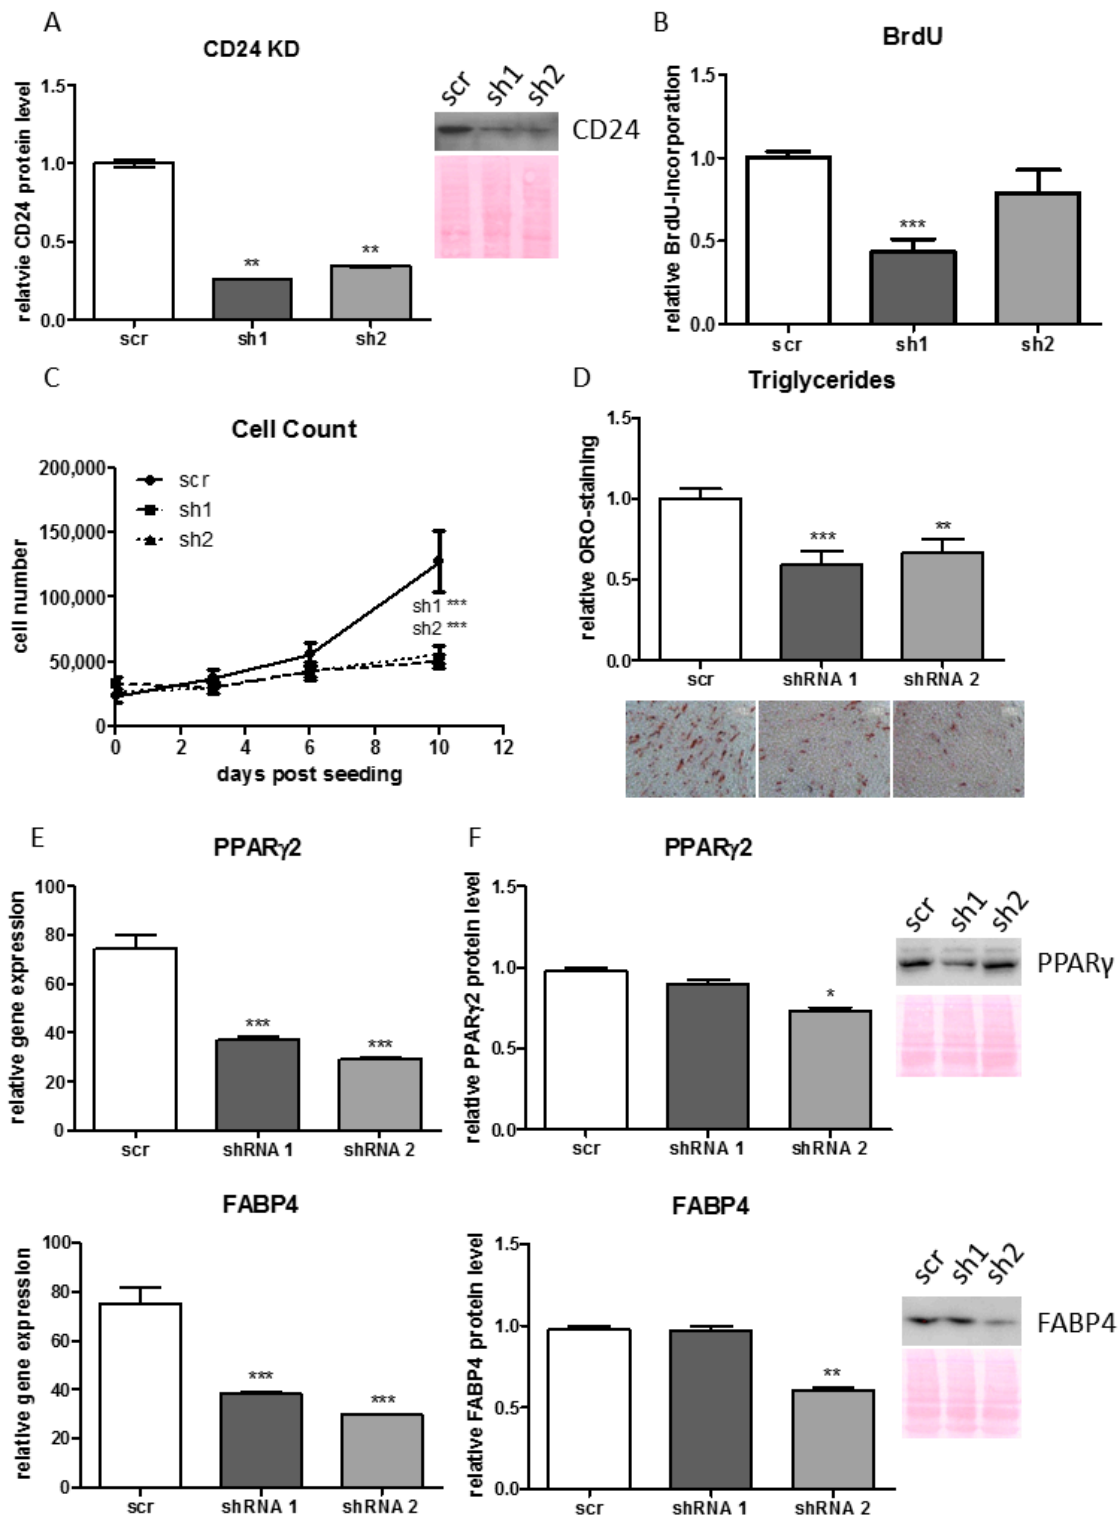 A
CD24 KD
relatvie CD24 protein level
1.5
1.0
0.5
0.0
**
**
scr
sh1
sh2
scr
sh1
sh2
CD24
B
BrdU
relative BrdU-incorporation
1.5
1.0
0.5
0.0
***
scr
sh1
sh2
C
Cell Count
cell number
200,000
150,000
100,000
50,000
0
scr
sh1
sh2
sh1 ***
sh2 ***
0
2
4
6
8
10
12
days post seeding
D
Triglycerides
relative ORO-staining
1.5
1.0
0.5
0.0
***
**
scr
shRNA 1
shRNA 2
E
PPARγ2
relative gene expression
100
80
60
40
20
0
***
***
scr
shRNA 1
shRNA 2
FABP4
relative gene expression
100
80
60
40
20
0
***
***
scr
shRNA 1
shRNA 2
F
PPARγ2
relative PPARγ2 protein level
1.5
1.0
0.5
0.0
*
scr
shRNA 1
shRNA 2
scr
sh1
sh2
PPARγ
FABP4
relative FABP4 protein level
1.5
1.0
0.5
0.0
**
scr
shRNA 1
shRNA 2
scr
sh1
sh2
FABP4